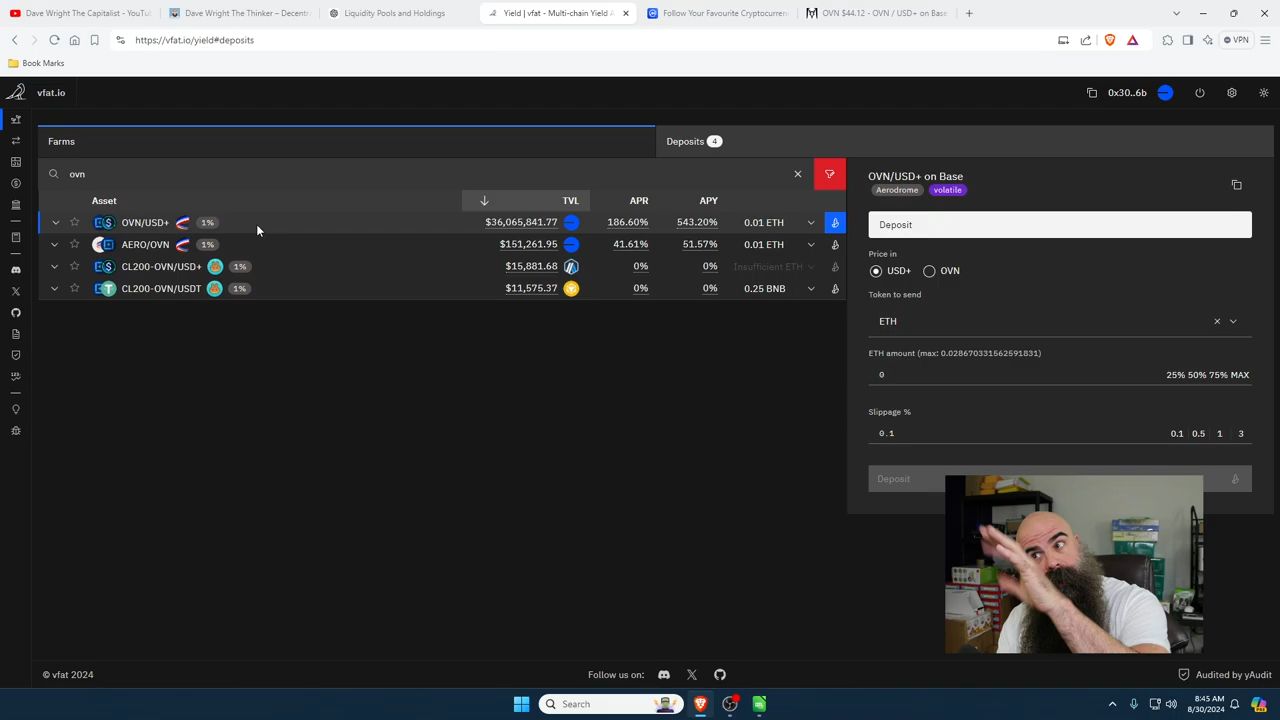 Dave Wright The Capitalist - YouTu
Dave Wright The Thinker – Decentr
Liquidity Pools and Holdings
Yield | vfat - Multi-chain Yield A
Follow Your Favourite Cryptocurren
OVN $44.12 - OVN / USD+ on Base
https://vfat.io/yield#deposits
VPN
Book Marks
vfat.io
0x30..6b
Farms
Deposits 4
ovn
Asset TVL APR APY
OVN/USD+ 1% $36,065,841.77 186.60% 543.20% 0.01 ETH
AERO/OVN 1% $151,261.95 41.61% 51.57% 0.01 ETH
CL200-OVN/USD+ 1% $15,881.68 0% 0% Insufficient ETH
CL200-OVN/USDT 1% $11,575.37 0% 0% 0.25 BNB
OVN/USD+ on Base
Aerodrome volatile
Deposit
Price in
USD+ OVN
Token to send
ETH
ETH amount (max: 0.028670331562591831)
0 25% 50% 75% MAX
Slippage %
0.1 0.1 0.5 1 3
Deposit
© vfat 2024
Follow us on:
Audited by yAudit
Search
8:45 AM
8/30/2024